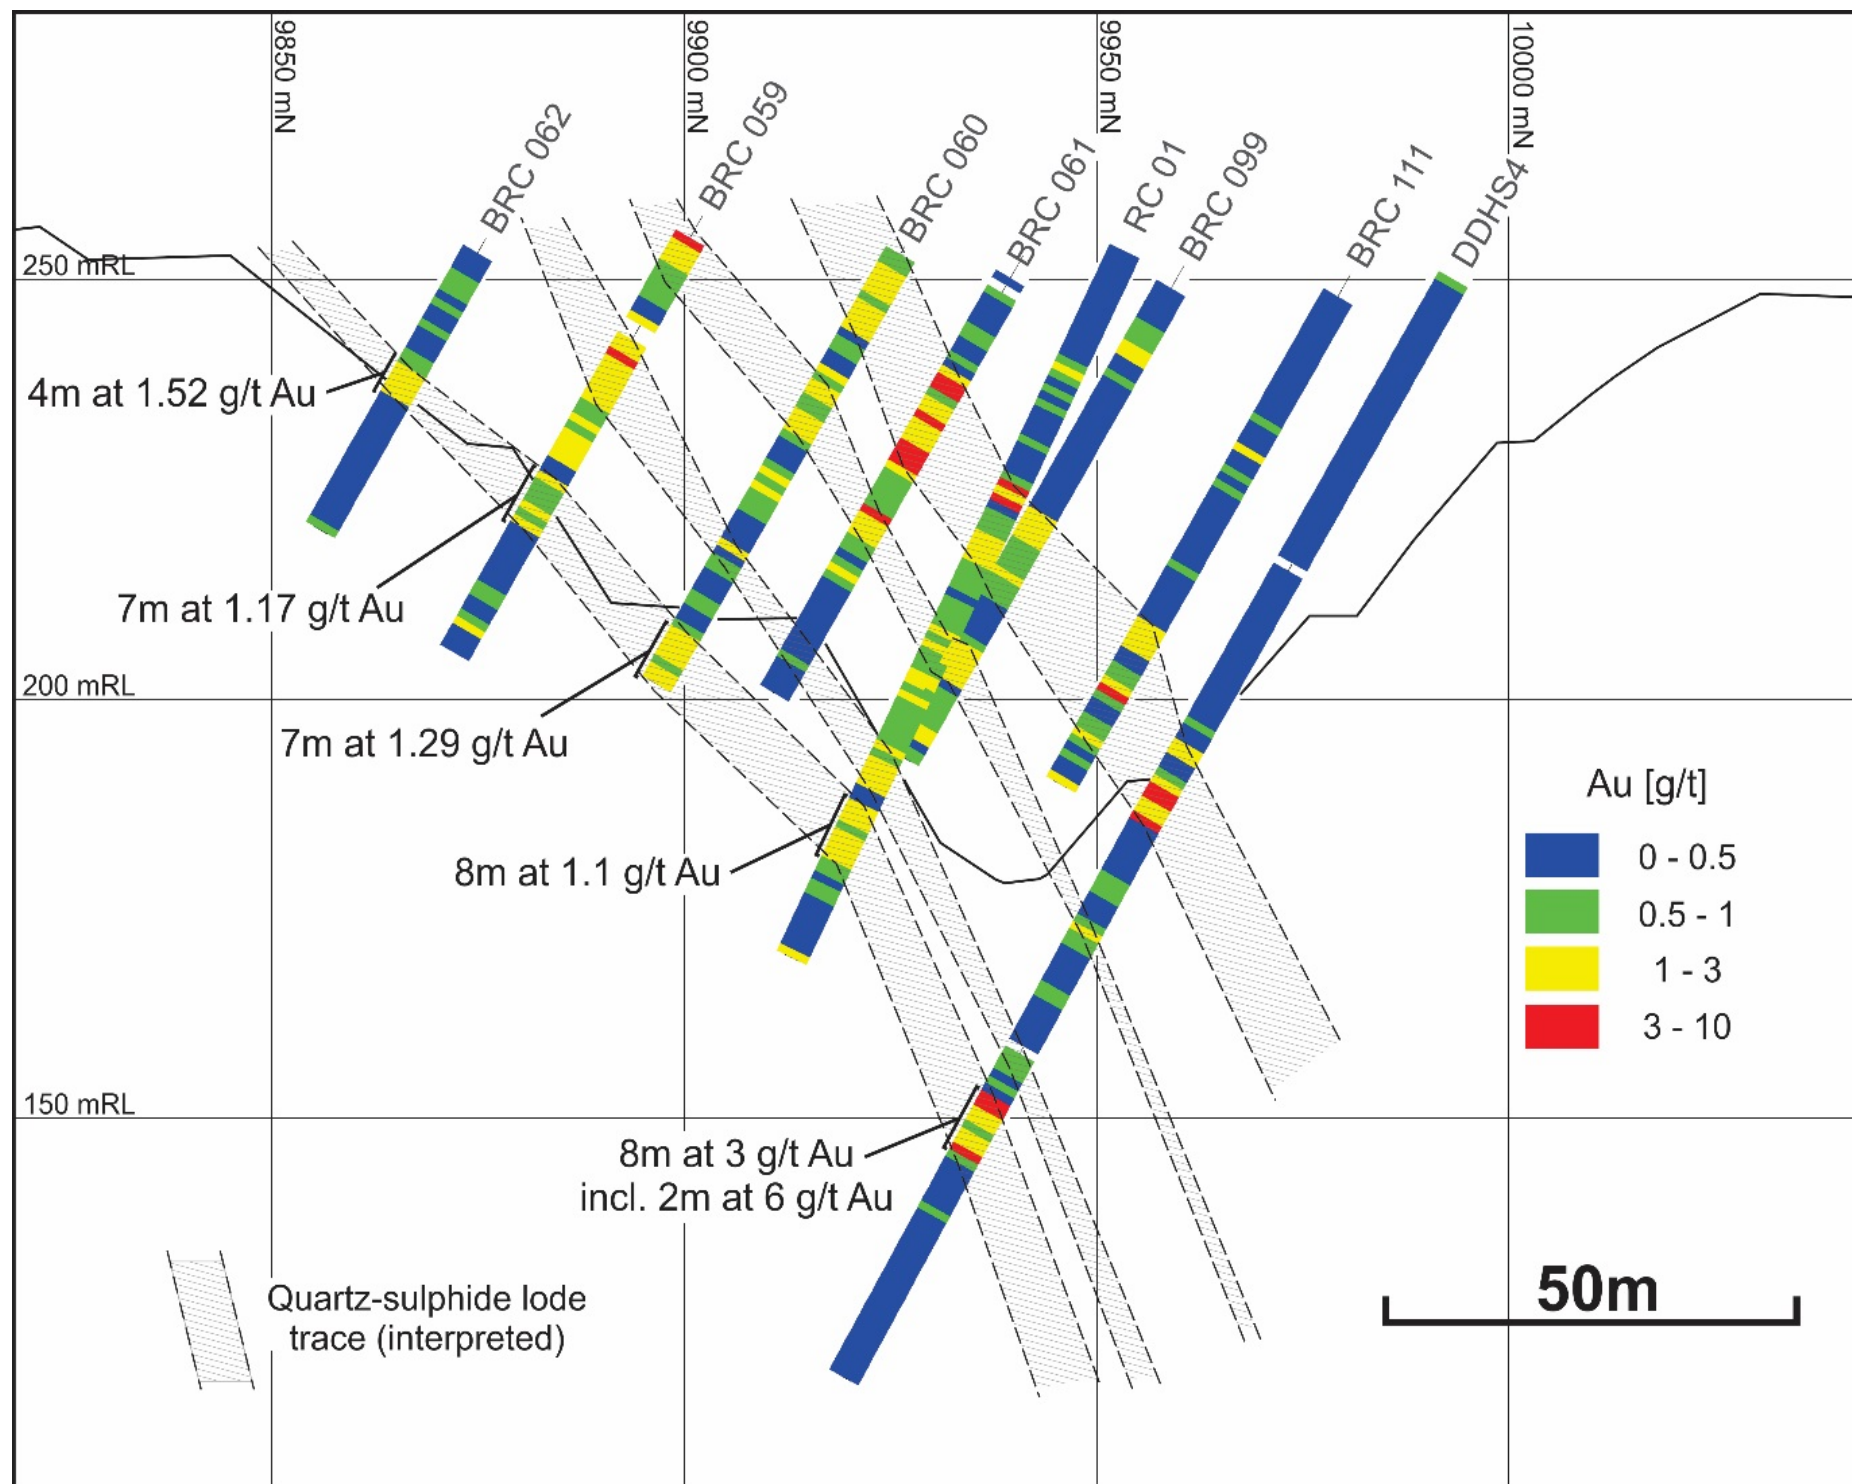 9850 mN
9900 mN
9950 mN
10000 mN
BRC 062
BRC 059
BRC 060
BRC 061
RC 01
BRC 099
BRC 111
DDHS4
250 mRL
4m at 1.52 g/t Au
7m at 1.17 g/t Au
200 mRL
7m at 1.29 g/t Au
8m at 1.1 g/t Au
Au [g/t]
0 - 0.5
0.5 - 1
1 - 3
3 - 10
150 mRL
8m at 3 g/t Au
incl. 2m at 6 g/t Au
Quartz-sulphide lode
trace (interpreted)
50m